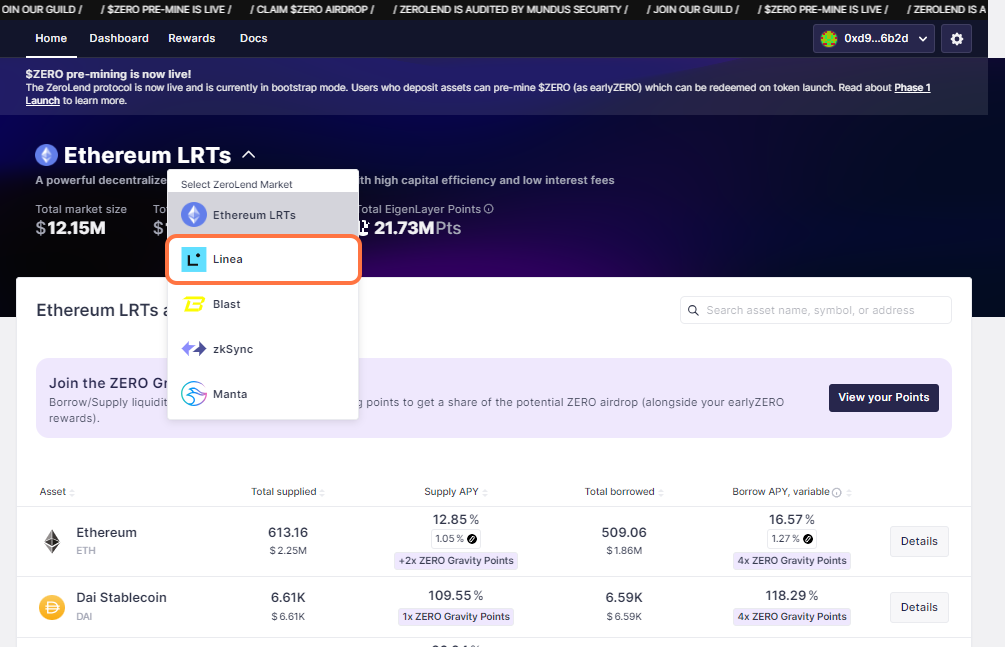 OIN OUR GUILD / / $ZERO PRE-MINE IS LIVE / / CLAIM $ZERO AIRDROP / / ZEROLEND IS AUDITED BY MUNDUS SECURITY / / JOIN OUR GUILD / / $ZERO PRE-MINE IS LIVE / / ZEROLEND IS A
Home Dashboard Rewards Docs 0xd9...6b2d
$ZERO pre-mining is now live!
The ZeroLend protocol is now live and is currently in bootstrap mode. Users who deposit assets can pre-mine $ZERO (as earlyZERO) which can be redeemed on token launch. Read about Phase 1
Launch to learn more.
Ethereum LRTs
A powerful decentralize th high capital efficiency and low interest fees
Total market size To Total EigenLayer Points
$12.15M $ 21.73M Pts
Select ZeroLend Market
Ethereum LRTs
Linea
Blast
zkSync
Manta
Ethereum LRTs a
Search asset name, symbol, or address
Join the ZERO Gr
Borrow/Supply liquidit g points to get a share of the potential ZERO airdrop (alongside your earlyZERO
rewards).
View your Points
Asset Total supplied Supply APY Total borrowed Borrow APY, variable
Ethereum
ETH
613.16
$2.25M
12.85%
1.05%
+2x ZERO Gravity Points
509.06
$1.86M
16.57%
1.27%
4x ZERO Gravity Points
Details
Dai Stablecoin
DAI
6.61K
$6.61K
109.55%
1x ZERO Gravity Points
6.59K
$6.59K
118.29%
4x ZERO Gravity Points
Details